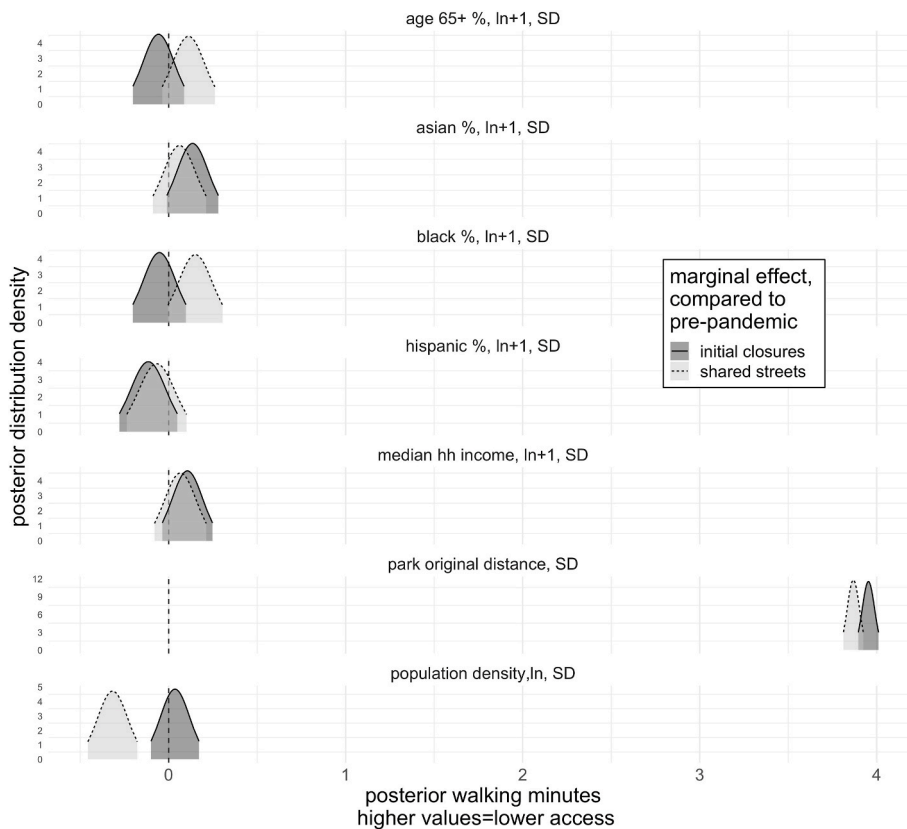 age 65+ %, ln+1, SD
4
3
2
1
0
asian %, ln+1, SD
4
3
2
1
0
black %, ln+1, SD
4
3
2
1
0
hispanic %, ln+1, SD
4
3
2
1
0
median hh income, ln+1, SD
4
3
2
1
0
park original distance, SD
12
9
6
3
0
population density,ln, SD
5
4
3
2
1
0
posterior distribution density
marginal effect,
compared to
pre-pandemic
initial closures
shared streets
0 1 2 3 4
posterior walking minutes
higher values=lower access